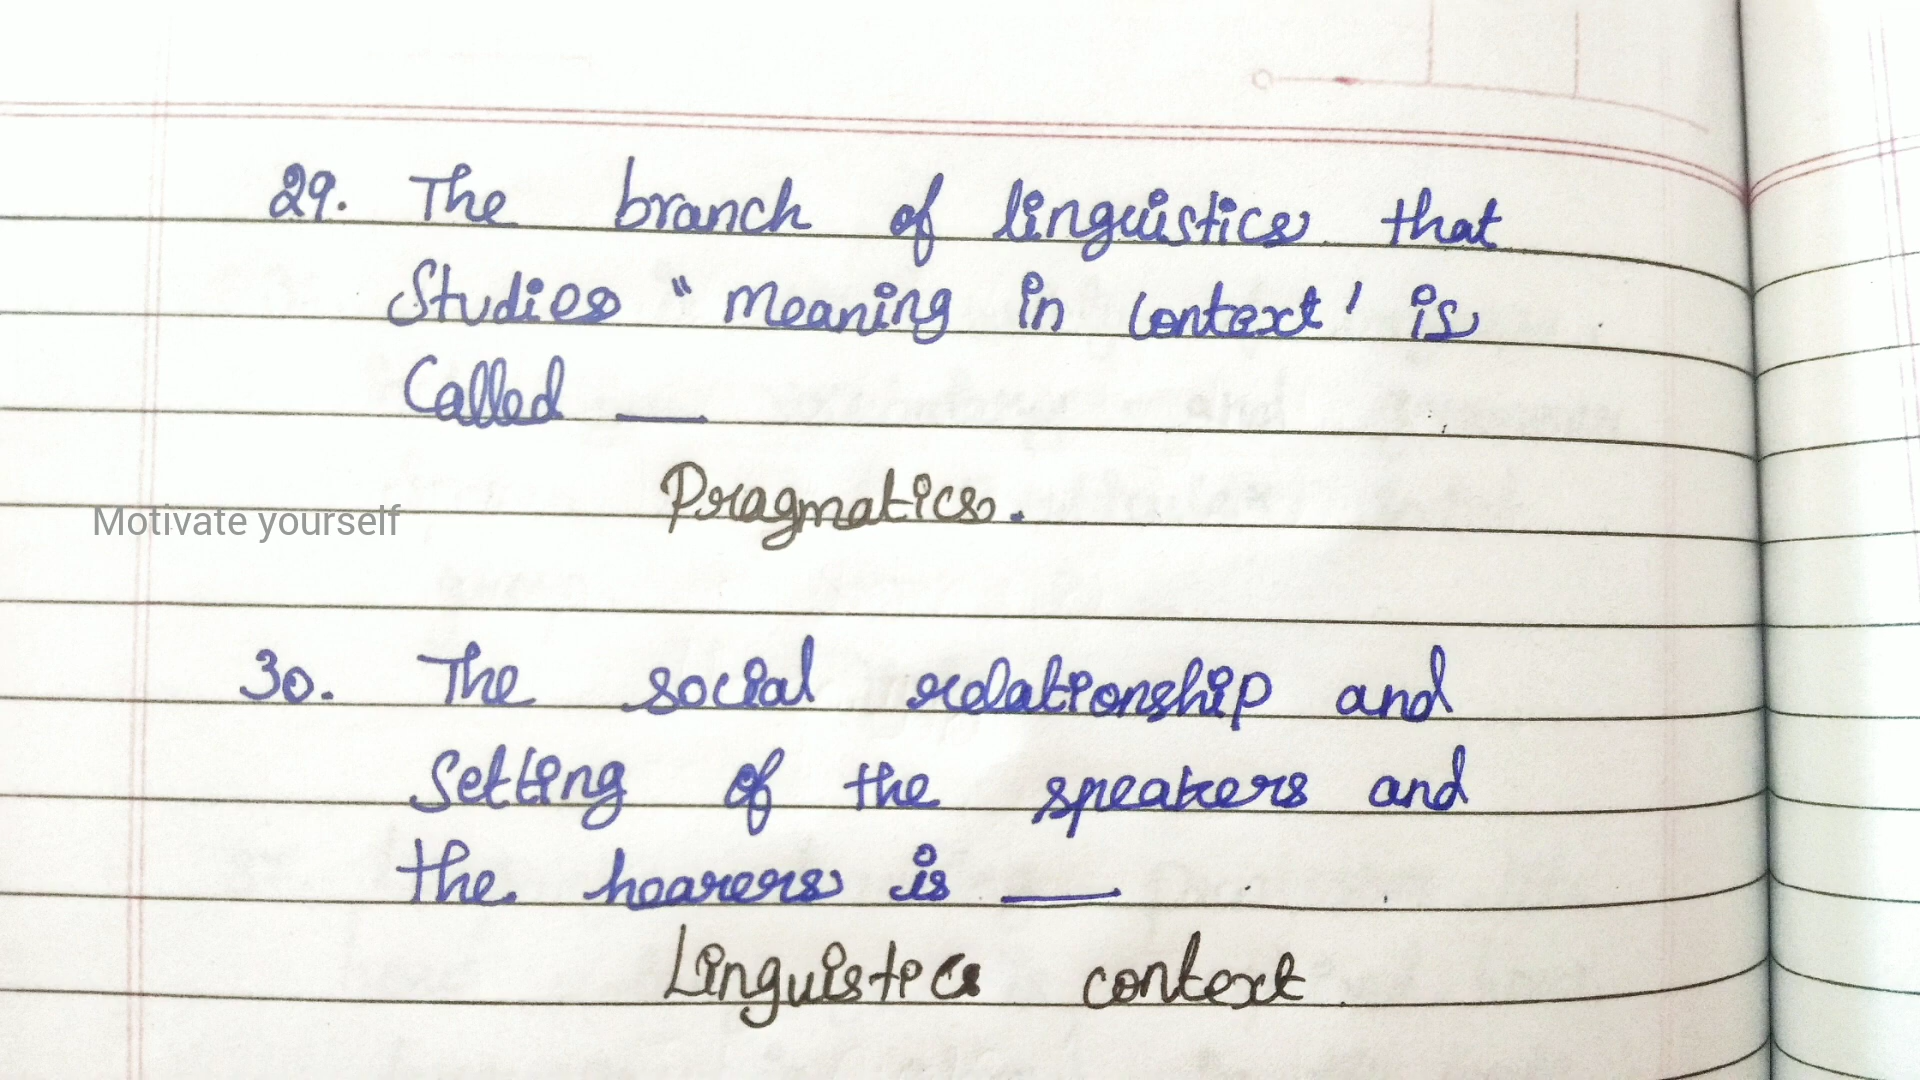 29. The branch of linguistics that
Studies "meaning in context' is
Called ___
Pragmatics.
Motivate yourself
30. The social relationship and
Setting of the speakers and
the hearers is ___
Linguistics context